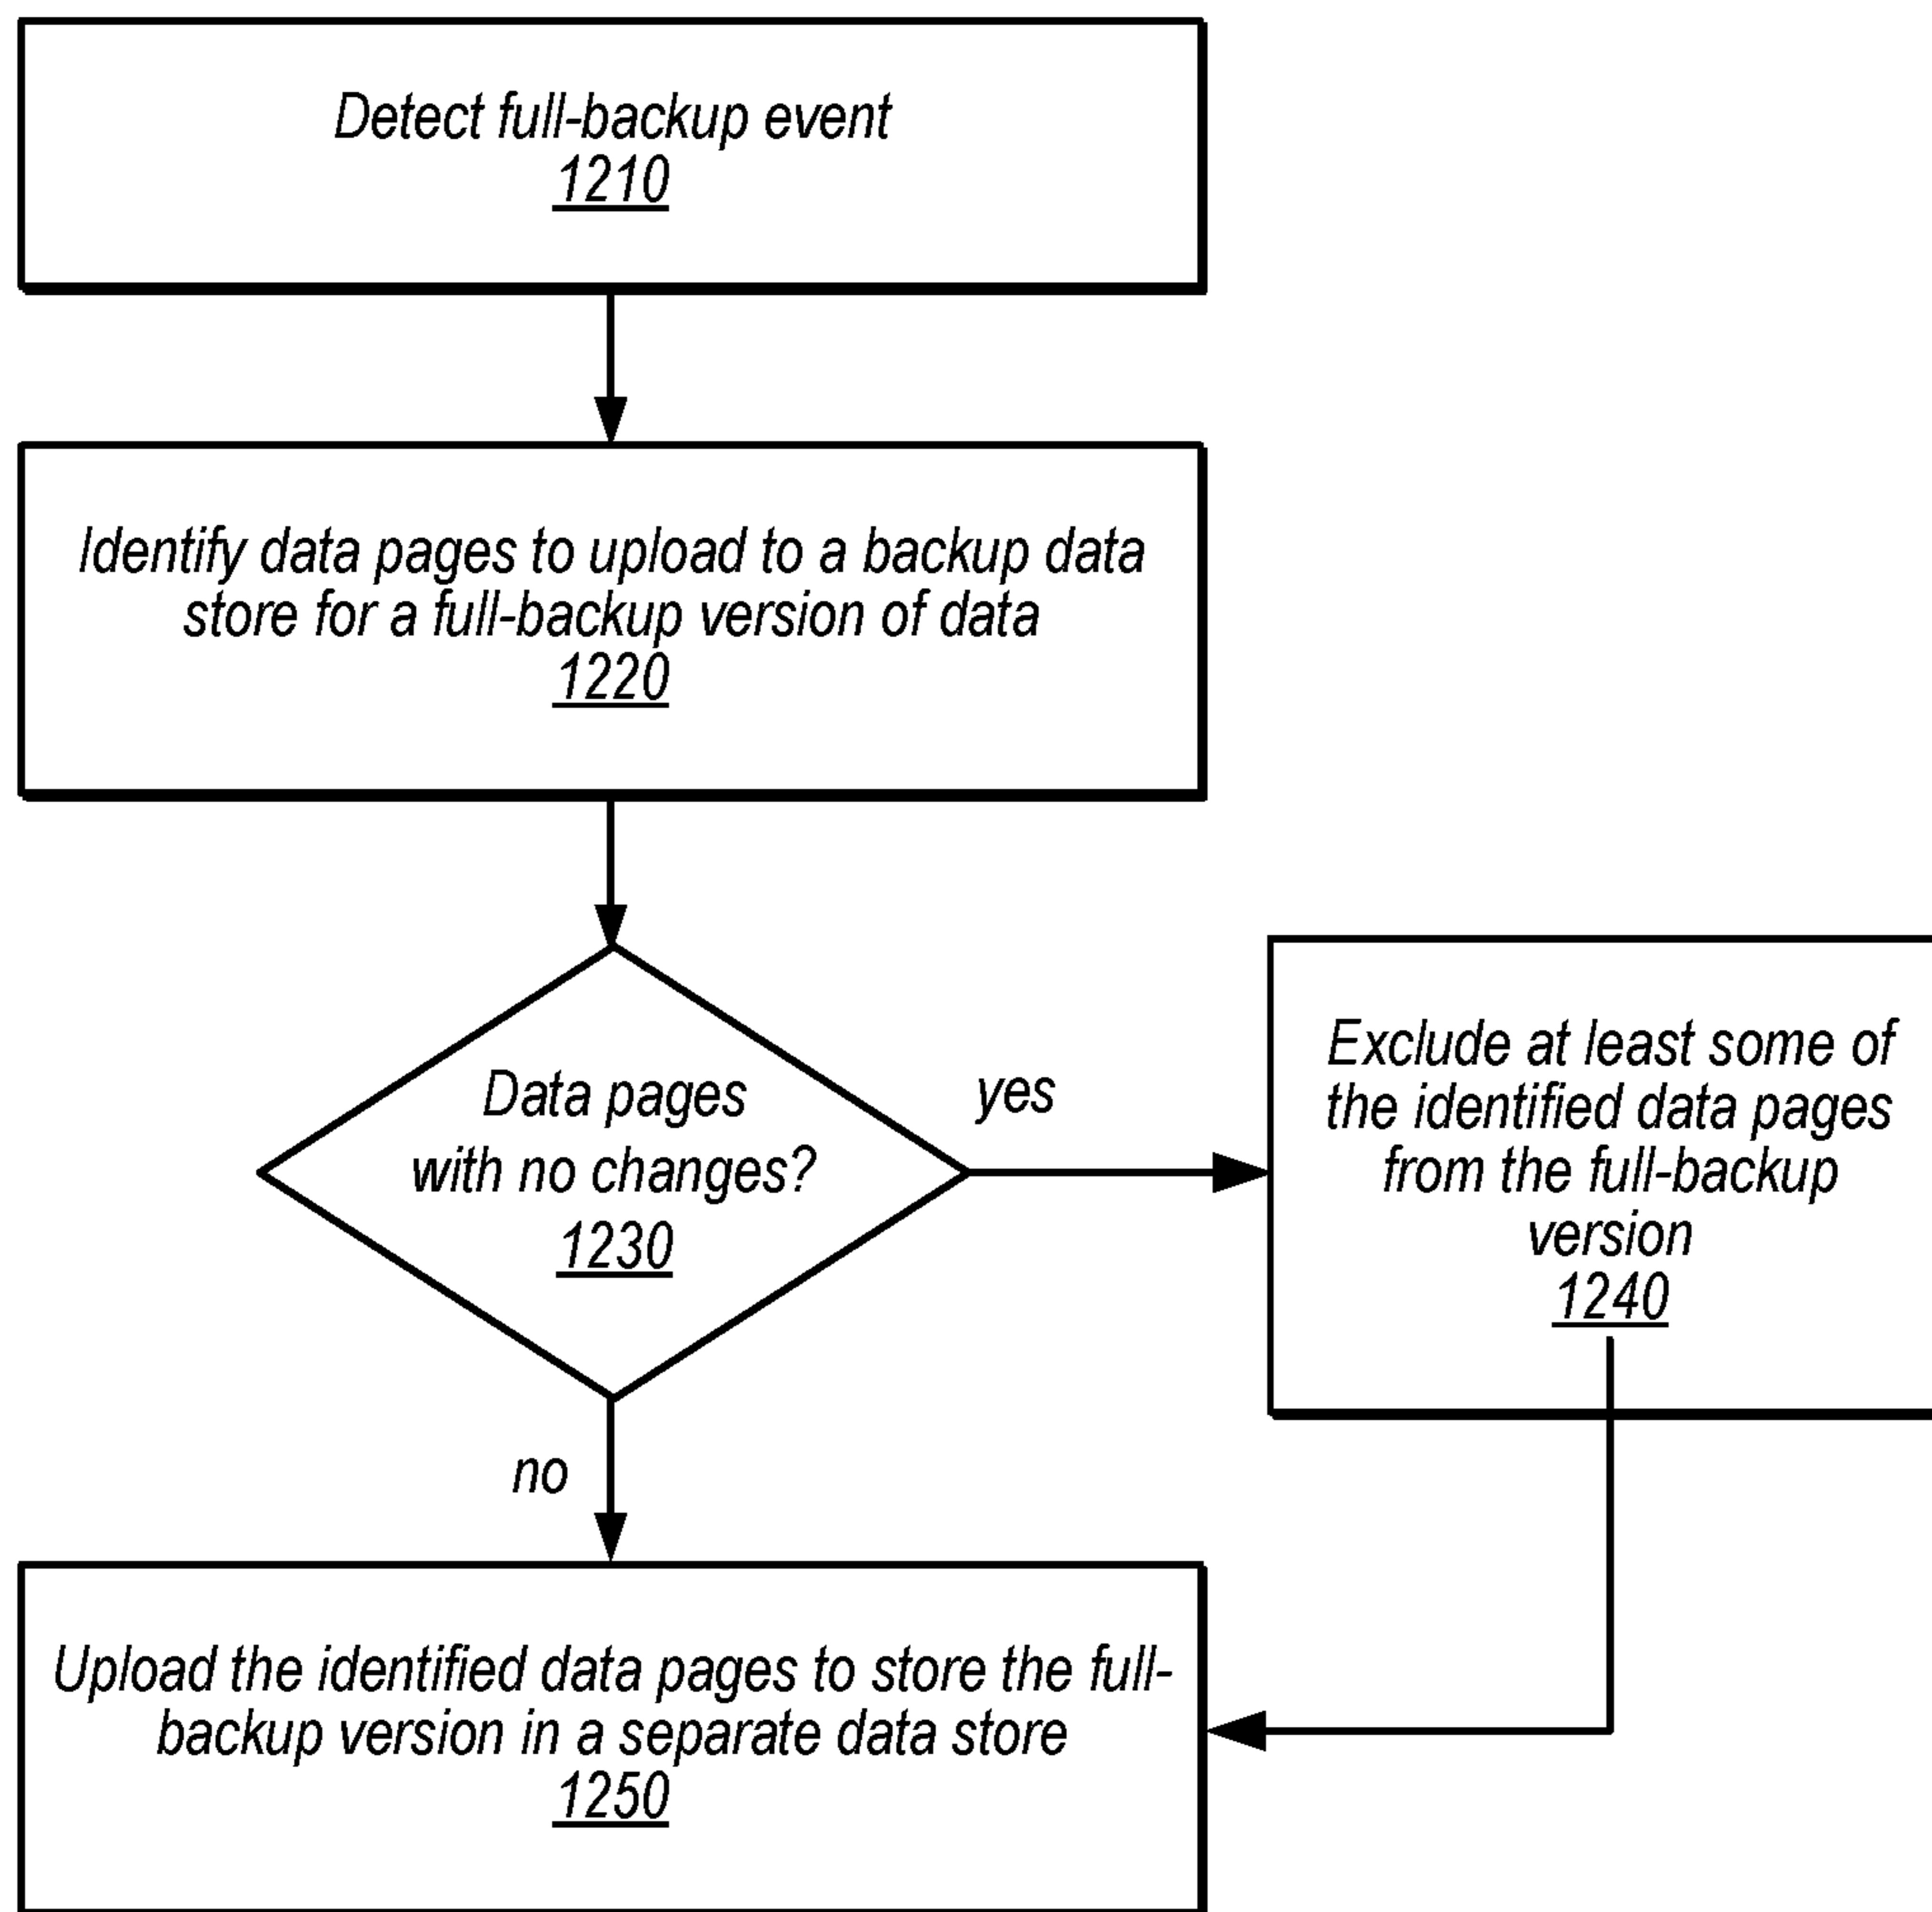 Detect full-backup event
1210
Identify data pages to upload to a backup data
store for a full-backup version of data
1220
Data pages
with no changes?
1230
yes
Exclude at least some of
the identified data pages
from the full-backup
version
1240
no
Upload the identified data pages to store the full-
backup version in a separate data store
1250